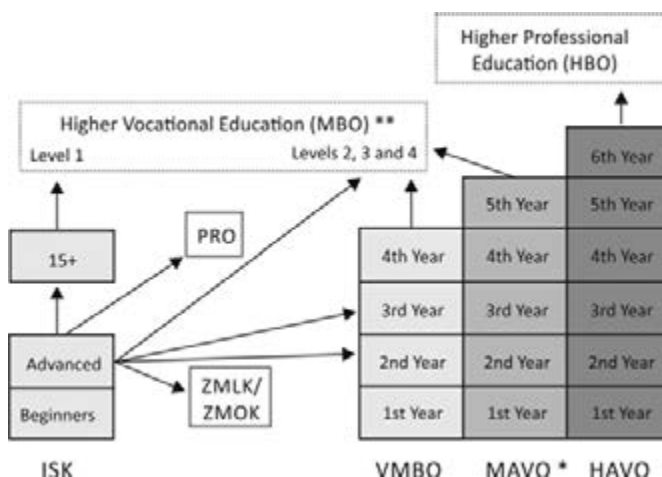 Higher Professional
Education (HBO)
Higher Vocational Education (MBO) **
Level 1
Levels 2, 3 and 4
6th Year
5th Year
5th Year
PRO
15+
4th Year
4th Year
4th Year
3rd Year
3rd Year
3rd Year
Advanced
2nd Year
2nd Year
2nd Year
ZMLK/
ZMOK
Beginners
1st Year
1st Year
1st Year
ISK
VMBO
MAVO *
HAVO